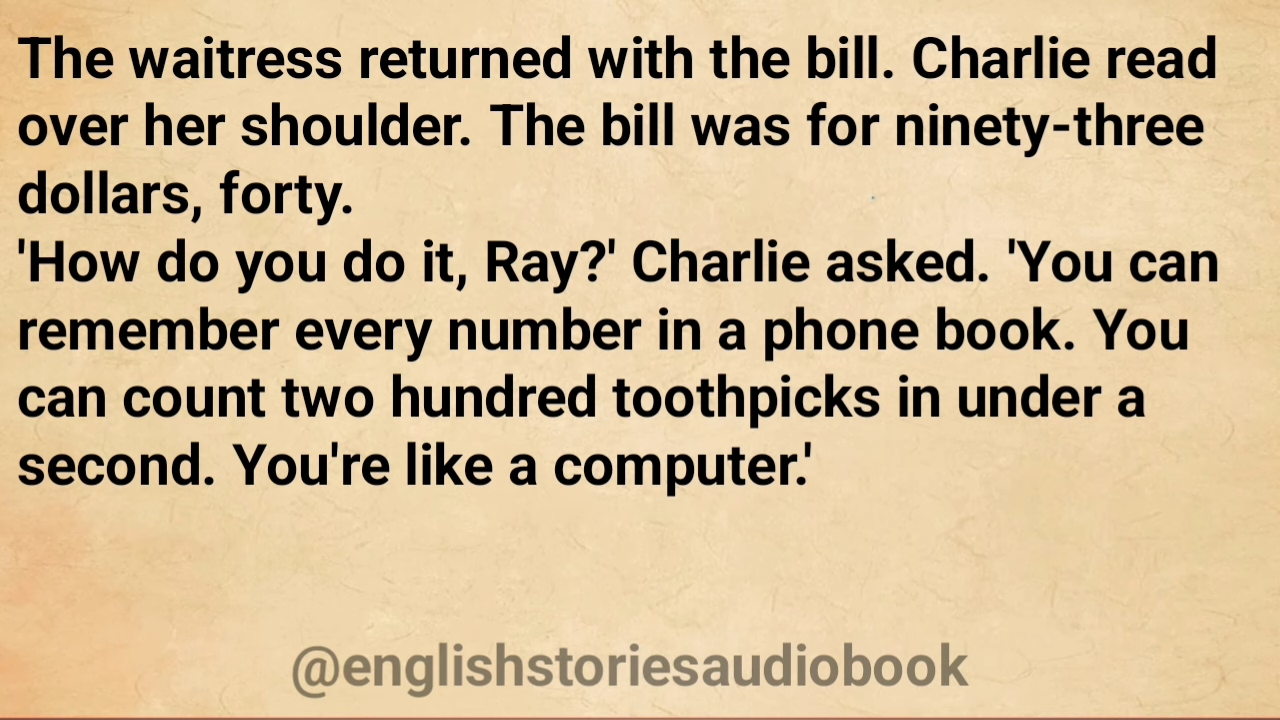 The waitress returned with the bill. Charlie read
over her shoulder. The bill was for ninety-three
dollars, forty.
'How do you do it, Ray?' Charlie asked. 'You can
remember every number in a phone book. You
can count two hundred toothpicks in under a
second. You're like a computer.'
@englishstoriesaudiobook